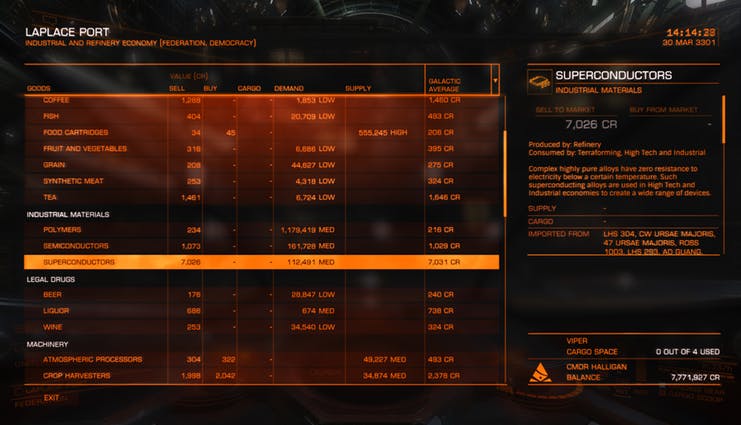 LAPLACE PORT
INDUSTRIAL AND REFINERY ECONOMY (FEDERATION, DEMOCRACY)
14:14:28
30 MAR 3301
VALUE (CR)
GOODS SELL BUY CARGO DEMAND SUPPLY GALACTIC AVERAGE
COFFEE 1,268 - - 1,853 LOW 1,460 CR
FISH 404 - - 20,709 LOW 493 CR
FOOD CARTRIDGES 34 45 555,245 HIGH 206 CR
FRUIT AND VEGETABLES 316 - - 6,686 LOW 395 CR
GRAIN 208 - - 44,627 LOW 275 CR
SYNTHETIC MEAT 253 - - 4,318 LOW 324 CR
TEA 1,461 - - 6,724 LOW 1,646 CR
INDUSTRIAL MATERIALS
POLYMERS 234 - - 1,179,419 MED 216 CR
SEMICONDUCTORS 1,073 - - 161,728 MED 1,029 CR
SUPERCONDUCTORS 7,026 - - 112,491 MED 7,031 CR
LEGAL DRUGS
BEER 176 - - 28,847 LOW 240 CR
LIQUOR 686 - - 674 MED 738 CR
WINE 253 - - 34,540 LOW 324 CR
MACHINERY
ATMOSPHERIC PROCESSORS 304 322 - 49,227 MED 493 CR
CROP HARVESTERS 1,998 2,042 - 34,874 MED 2,378 CR
EXIT
SUPERCONDUCTORS
INDUSTRIAL MATERIALS
SELL TO MARKET BUY FROM MARKET
7,026 CR -
Produced by: Refinery
Consumed by: Terraforming, High Tech and Industrial
Complex highly pure alloys have zero resistance to
electricity below a certain temperature. Such
superconducting alloys are used in High Tech and
Industrial economies to create a wide range of devices.
SUPPLY -
CARGO -
IMPORTED FROM LHS 304, CW URSAE MAJORIS,
47 URSAE MAJORIS, ROSS
1003, LHS 293, AO QUANG,
VIPER
CARGO SPACE 0 OUT OF 4 USED
CMDR HALLIGAN
BALANCE 7,771,927 CR